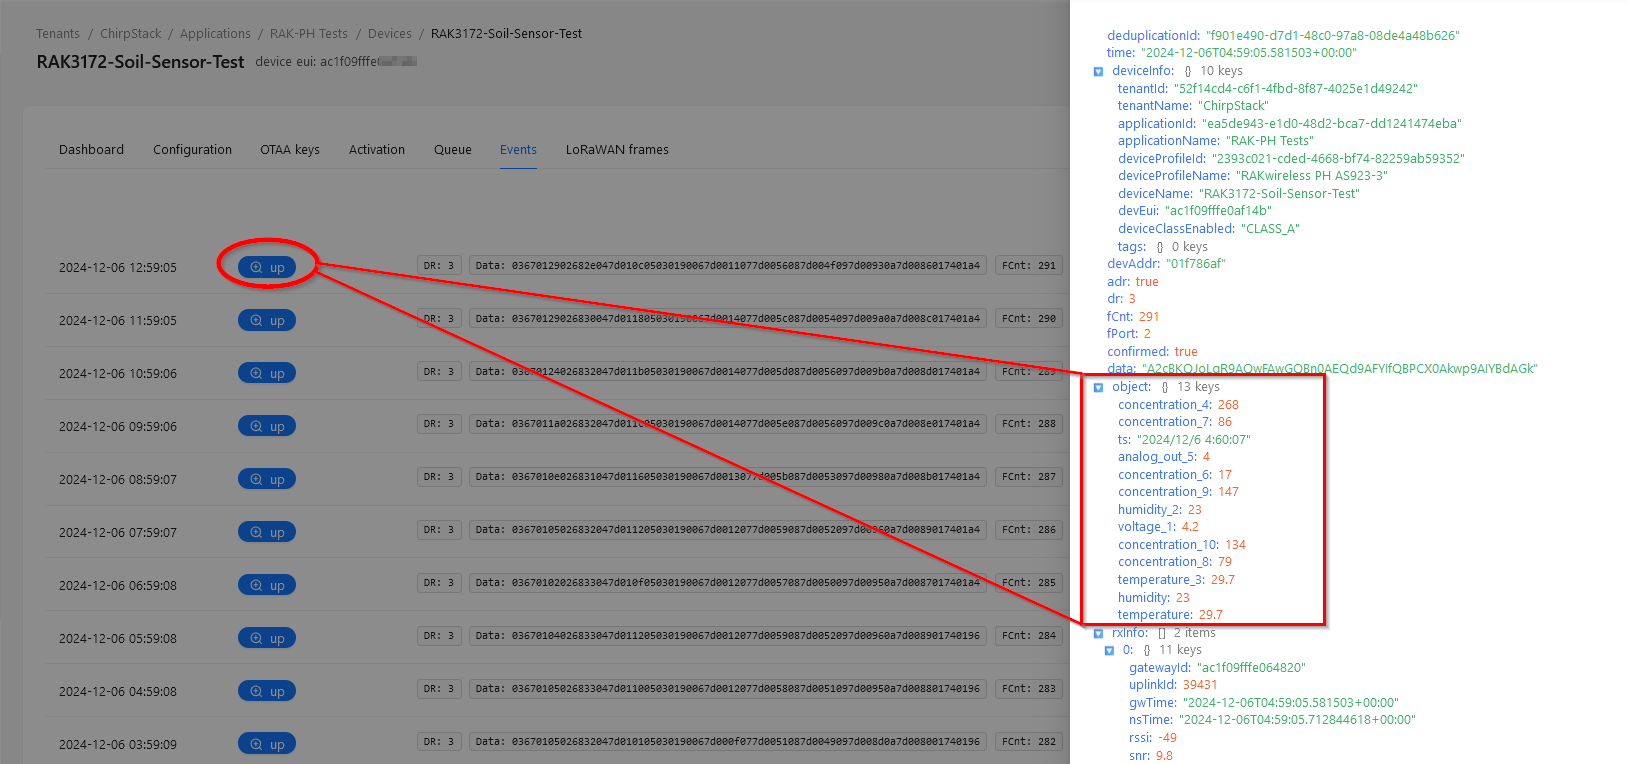 Tenants / ChirpStack / Applications / RAK-PH Tests / Devices / RAK3172-Soil-Sensor-Test
RAK3172-Soil-Sensor-Test device eui: ac1f09fffe
Dashboard Configuration OTAA keys Activation Queue Events LoRaWAN frames
2024-12-06 12:59:05 up DR: 3 Data: 0367012902682e047d010c05030190067d0011077d0056087d004f097d00930a7d0086017401a4 FCnt: 291
2024-12-06 11:59:05 up DR: 3 Data: 03670129026830047d011805030190067d0014077d005c087d0054097d009a0a7d008c017401a4 FCnt: 290
2024-12-06 10:59:06 up DR: 3 Data: 03670124026832047d011b05030190067d0014077d005d087d0056097d009b0a7d008d017401a4 FCnt: 289
2024-12-06 09:59:06 up DR: 3 Data: 0367011a026832047d011c05030190067d0014077d005e087d0056097d009c0a7d008e017401a4 FCnt: 288
2024-12-06 08:59:07 up DR: 3 Data: 0367010e026831047d011605030190067d0013077d005b087d0053097d00980a7d008b017401a4 FCnt: 287
2024-12-06 07:59:07 up DR: 3 Data: 03670105026832047d011205030190067d0012077d0059087d0052097d00960a7d0089017401a4 FCnt: 286
2024-12-06 06:59:08 up DR: 3 Data: 03670102026833047d010f05030190067d0012077d0057087d0050097d00950a7d0087017401a4 FCnt: 285
2024-12-06 05:59:08 up DR: 3 Data: 03670104026833047d011205030190067d0012077d0059087d0052097d00960a7d008901740196 FCnt: 284
2024-12-06 04:59:08 up DR: 3 Data: 03670105026833047d011005030190067d0012077d0058087d0051097d00950a7d008801740196 FCnt: 283
2024-12-06 03:59:09 up DR: 3 Data: 03670105026832047d010105030190067d000f077d0051087d0049097d008d0a7d008001740196 FCnt: 282
deduplicationId: "f901e490-d7d1-48c0-97a8-08de4a48b626"
time: "2024-12-06T04:59:05.581503+00:00"
deviceInfo: {} 10 keys
tenantId: "52f14cd4-c6f1-4fbd-8f87-4025e1d49242"
tenantName: "ChirpStack"
applicationId: "ea5de943-e1d0-48d2-bca7-dd1241474eba"
applicationName: "RAK-PH Tests"
deviceProfileId: "2393c021-cded-4668-bf74-82259ab59352"
deviceProfileName: "RAKwireless PH AS923-3"
deviceName: "RAK3172-Soil-Sensor-Test"
devEui: "ac1f09fffe0af14b"
deviceClassEnabled: "CLASS_A"
tags: {} 0 keys
devAddr: "01f786af"
adr: true
dr: 3
fCnt: 291
fPort: 2
confirmed: true
data: "A2cBKQJoLgR9AQwFAwGQBn0AEQd9AFYIfQBPCX0Akwp9AIYBdAGk"
object: {} 13 keys
concentration_4: 268
concentration_7: 86
ts: "2024/12/6 4:60:07"
analog_out_5: 4
concentration_6: 17
concentration_9: 147
humidity_2: 23
voltage_1: 4.2
concentration_10: 134
concentration_8: 79
temperature_3: 29.7
humidity: 23
temperature: 29.7
rxInfo: [] 2 items
0: {} 11 keys
gatewayId: "ac1f09fffe064820"
uplinkId: 39431
gwTime: "2024-12-06T04:59:05.581503+00:00"
nsTime: "2024-12-06T04:59:05.712844618+00:00"
rssi: -49
snr: 9.8